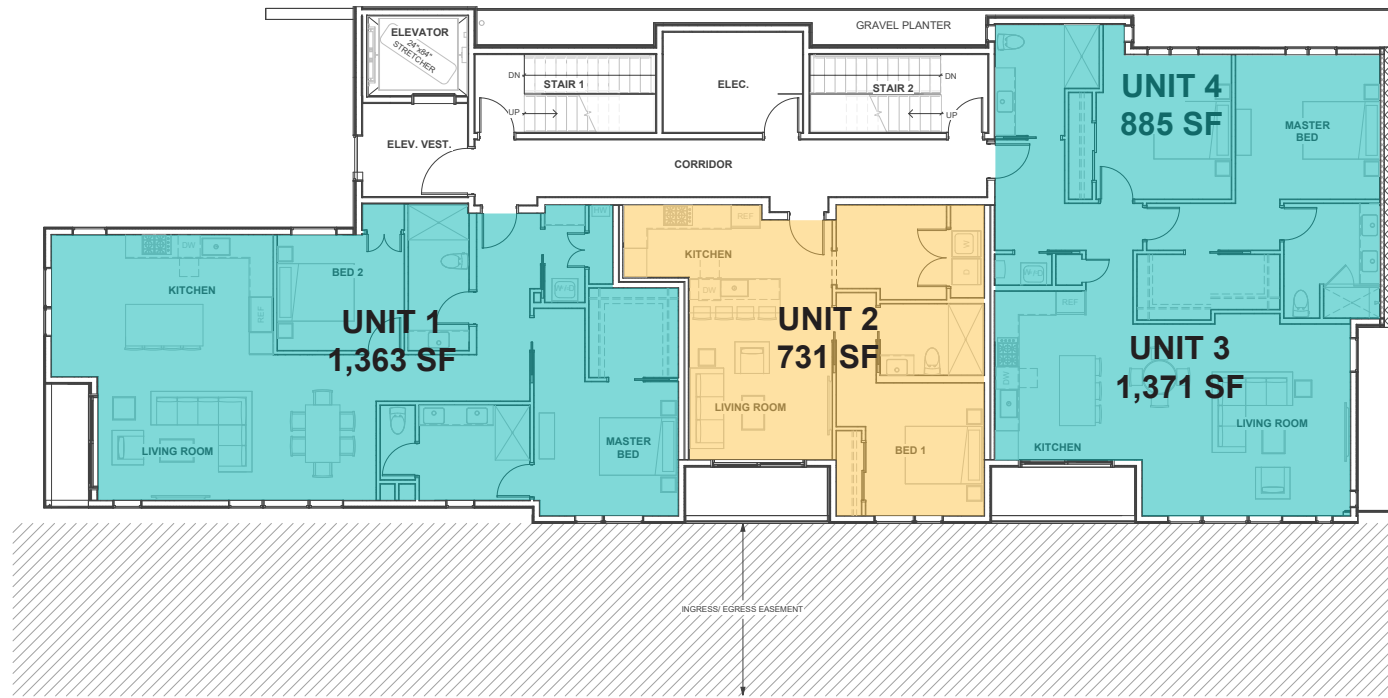 GRAVEL PLANTER
ELEVATOR
24"x84"
STRETCHER
DN
STAIR 1
UP
ELEC.
STAIR 2
DN
UP
UNIT 4
885 SF
MASTER
BED
ELEV. VEST.
CORRIDOR
REF
HW
W
D
DW
KITCHEN
BED 2
REF
KITCHEN
DW
W/D
W/D
REF
UNIT 1
1,363 SF
UNIT 2
731 SF
UNIT 3
1,371 SF
DW
LIVING ROOM
LIVING ROOM
LIVING ROOM
MASTER
BED
BED 1
KITCHEN
INGRESS/ EGRESS EASEMENT